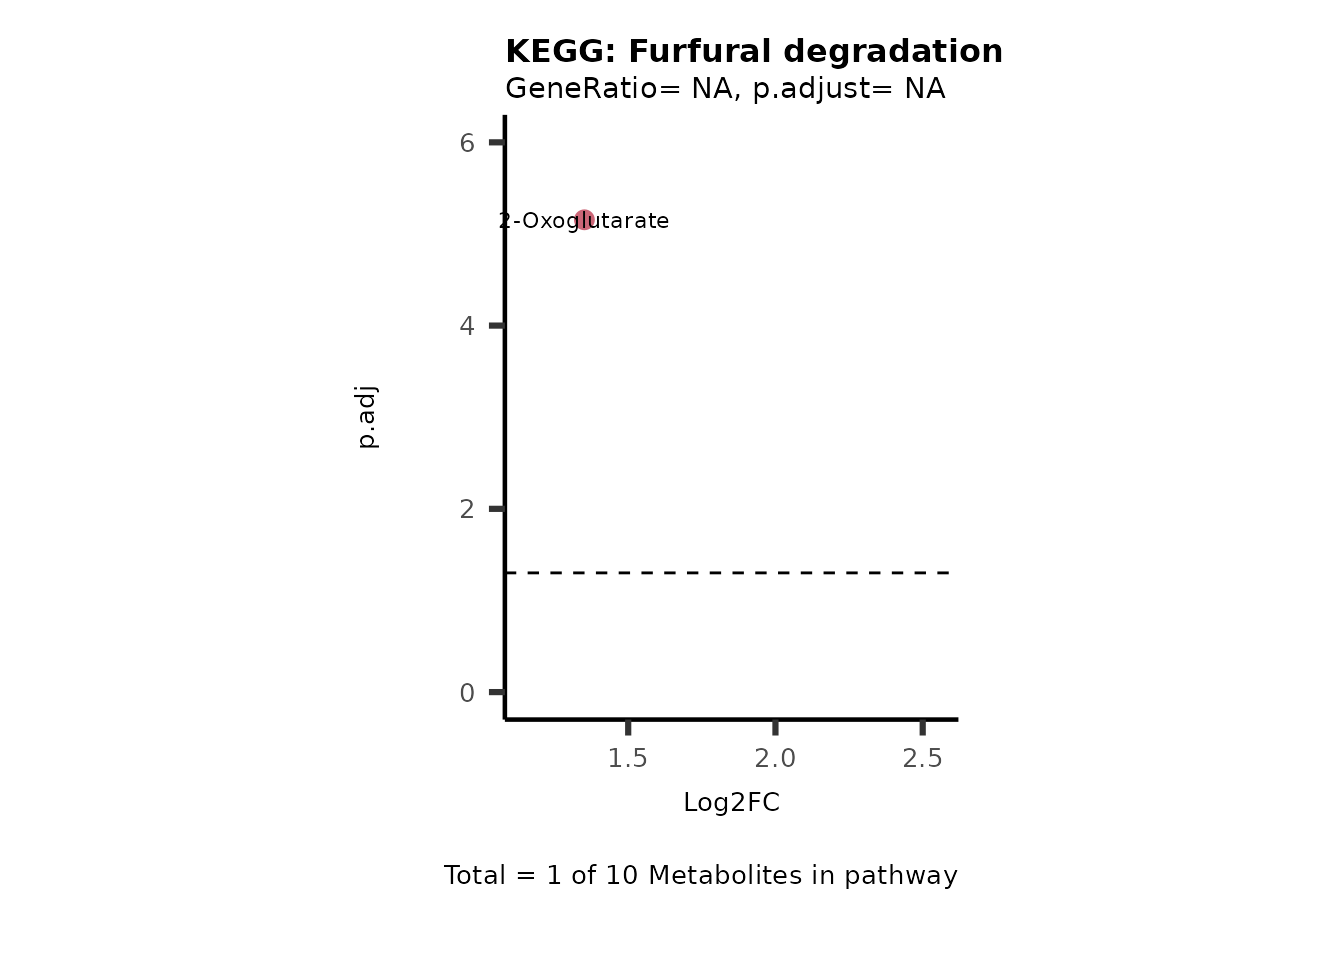 KEGG: Furfural degradation
GeneRatio= NA, p.adjust= NA
6
2-Oxoglutarate
4
p.adj
2
0
1.5 2.0 2.5
Log2FC
Total = 1 of 10 Metabolites in pathway